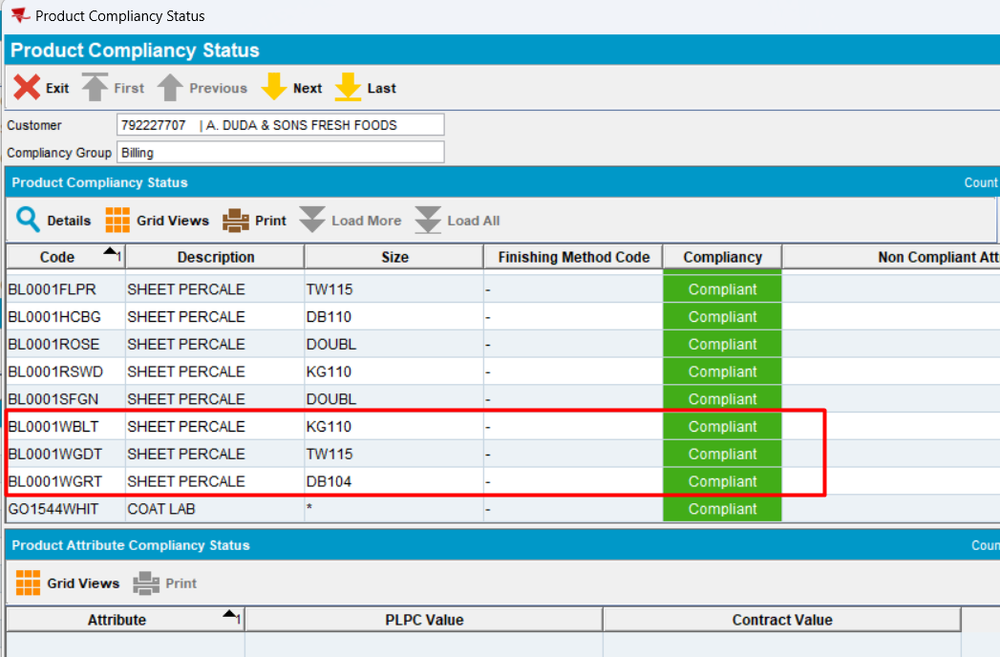 Product Compliancy Status
Product Compliancy Status
Exit First Previous Next Last
Customer 792227707 | A. DUDA & SONS FRESH FOODS
Compliancy Group Billing
Product Compliancy Status Count
Details Grid Views Print Load More Load All
Code 1 Description Size Finishing Method Code Compliancy Non Compliant Att
BL0001FLPR SHEET PERCALE TW115 - Compliant
BL0001HCBG SHEET PERCALE DB110 - Compliant
BL0001ROSE SHEET PERCALE DOUBL - Compliant
BL0001RSWD SHEET PERCALE KG110 - Compliant
BL0001SFGN SHEET PERCALE DOUBL - Compliant
BL0001WBLT SHEET PERCALE KG110 - Compliant
BL0001WGDT SHEET PERCALE TW115 - Compliant
BL0001WGRT SHEET PERCALE DB104 - Compliant
GO1544WHIT COAT LAB * - Compliant
Product Attribute Compliancy Status Coun
Grid Views Print
Attribute 1 PLPC Value Contract Value